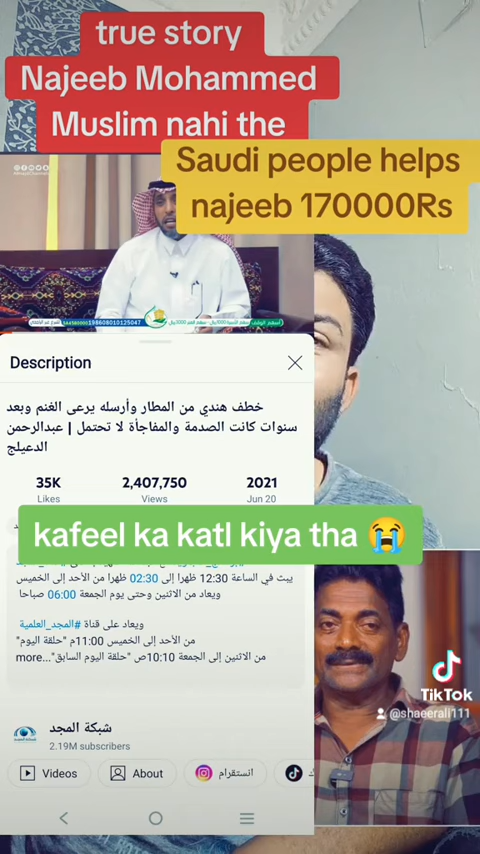 true story
Najeeb Mohammed
Muslim nahi the
Saudi people helps
najeeb 170000Rs
Description
خطف هندي من المطار وأرسله يرعى الغنم وبعد
سنوات كانت الصدمة والمفاجأة لا تحتمل | عبدالرحمن
الدعيلج
35K
2,407,750
2021
Likes
Views
Jun 20
kafeel ka katl kiya tha 😭
يبث في الساعة 12:30 ظهرا إلى 02:30 ظهرا من الأحد إلى الخميس
ويعاد من الاثنين وحتى يوم الجمعة 06:00 صباحا
ويعاد على قناة #المجد_العلمية
من الأحد إلى الخميس 11:00م "حلقة اليوم"
من الاثنين إلى الجمعة 10:10ص "حلقة اليوم السابق"...more
شبكة المجد
2.19M subscribers
Videos
About
انستقرام
TikTok
@shaeerali111